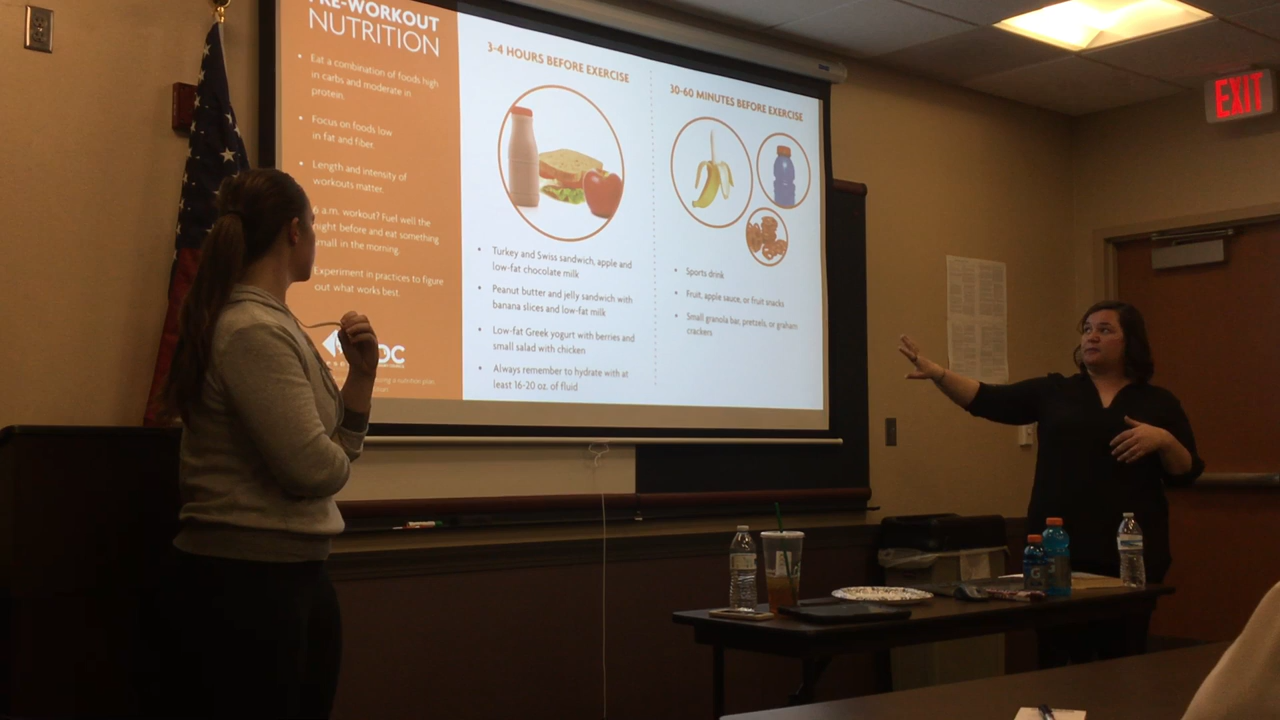 PRE-WORKOUT
NUTRITION
• Eat a combination of foods high
in carbs and moderate in
protein.
• Focus on foods low
in fat and fiber.
• Length and intensity of
workouts matter.
6 a.m. workout? Fuel well the
night before and eat something
small in the morning.
Experiment in practices to figure
out what works best.
3-4 HOURS BEFORE EXERCISE
• Turkey and Swiss sandwich, apple and
low-fat chocolate milk
• Peanut butter and jelly sandwich with
banana slices and low-fat milk
• Low-fat Greek yogurt with berries and
small salad with chicken
• Always remember to hydrate with at
least 16-20 oz. of fluid
30-60 MINUTES BEFORE EXERCISE
• Sports drink
• Fruit, apple sauce, or fruit snacks
• Small granola bar, pretzels, or graham
crackers
EXIT